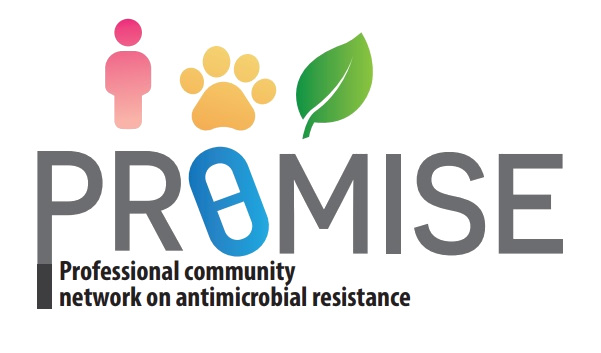 PROMISE
Professional community
network on antimicrobial resistance